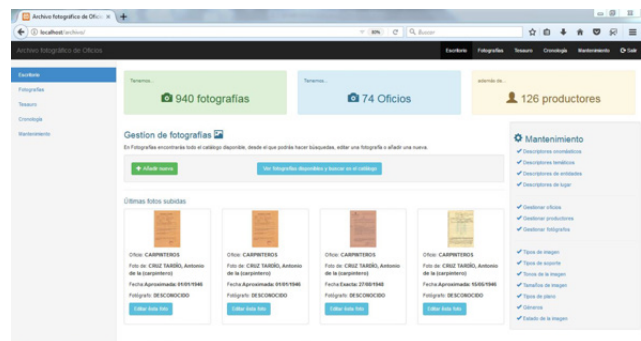 Archivo fotográfico de Ofic
localhost/archivo/
80%
Buscar
Archivo fotográfico de Oficios
Escritorio Fotografías Tesauro Cronología Mantenimiento Salir
Escritorio
Fotografías
Tesauro
Cronología
Mantenimiento
Tenemos...
940 fotografías
Tenemos...
74 Oficios
además de...
126 productores
Gestion de fotografías
En Fotografías encontrarás todo el catálogo disponible, desde el que podrás hacer búsquedas, editar una fotografía o añadir una nueva.
Añadir nueva
Ver fotografías disponibles y buscar en el catálogo
Últimas fotos subidas
Oficio: CARPINTEROS
Foto de: CRUZ TARDÍO, Antonio
de la (carpintero)
Fecha Aproximada: 01/01/1946
Fotógrafo: DESCONOCIDO
Editar ésta foto
Oficio: CARPINTEROS
Foto de: CRUZ TARDÍO, Antonio
de la (carpintero)
Fecha Aproximada: 01/01/1946
Fotógrafo: DESCONOCIDO
Editar ésta foto
Oficio: CARPINTEROS
Foto de: CRUZ TARDÍO, Antonio
de la (carpintero)
Fecha Exacta: 27/08/1948
Fotógrafo: DESCONOCIDO
Editar ésta foto
Oficio: CARPINTEROS
Foto de: CRUZ TARDÍO, Antonio
de la (carpintero)
Fecha Aproximada: 15/05/1946
Fotógrafo: DESCONOCIDO
Editar ésta foto
Mantenimiento
Descriptores onomásticos
Descriptores temáticos
Descriptores de entidades
Descriptores de lugar
Gestionar oficios
Gestionar productores
Gestionar fotógrafos
Tipos de imagen
Tipos de soporte
Tonos de la imagen
Tamaños de imagen
Tipos de plano
Géneros
Estado de la imagen